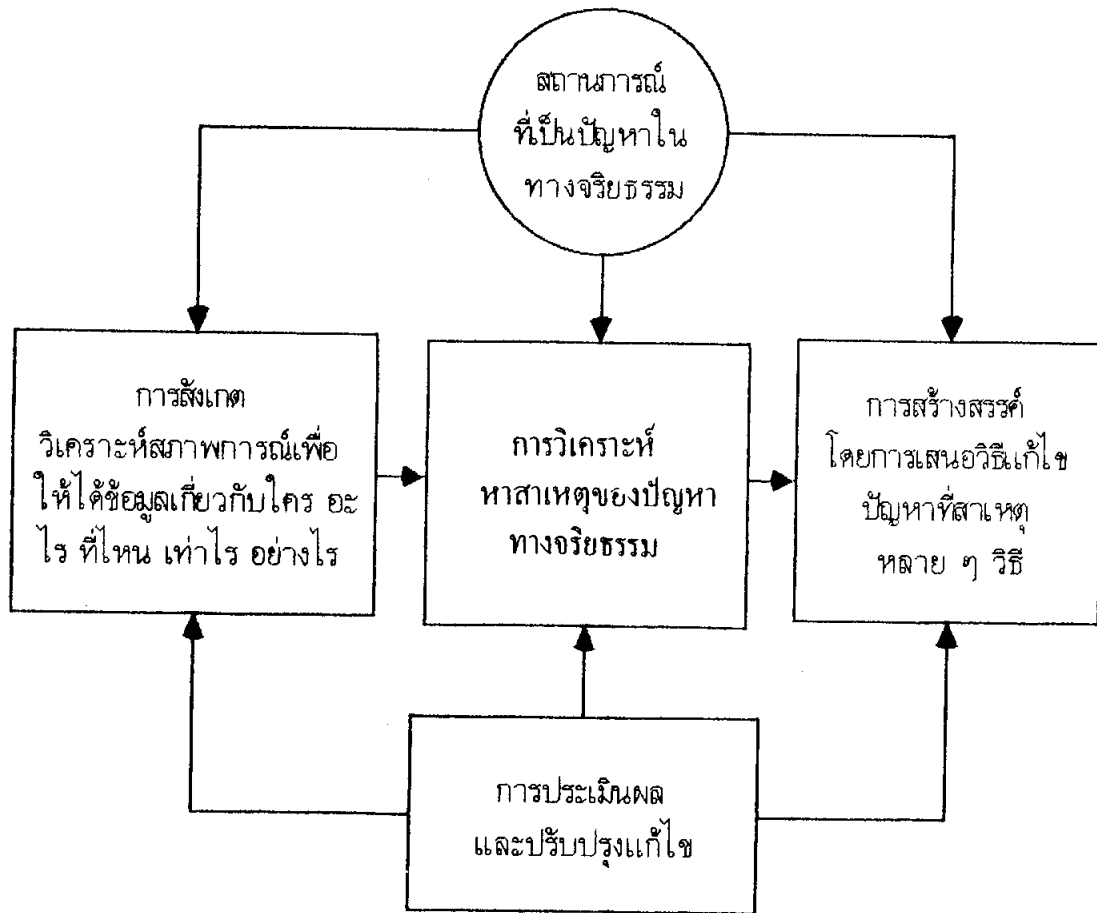 สถานการณ์
ที่เป็นปัญหาใน
ทางจริยธรรม
การสังเกต
วิเคราะห์สภาพการณ์เพื่อ
ให้ได้ข้อมูลเกี่ยวกับใคร อะ
ไร ที่ไหน เท่าไร อย่างไร
การวิเคราะห์
หาสาเหตุของปัญหา
ทางจริยธรรม
การสร้างสรรค์
โดยการเสนอวิธีแก้ไข
ปัญหาที่สาเหตุ
หลาย ๆ วิธี
การประเมินผล
และปรับปรุงแก้ไข